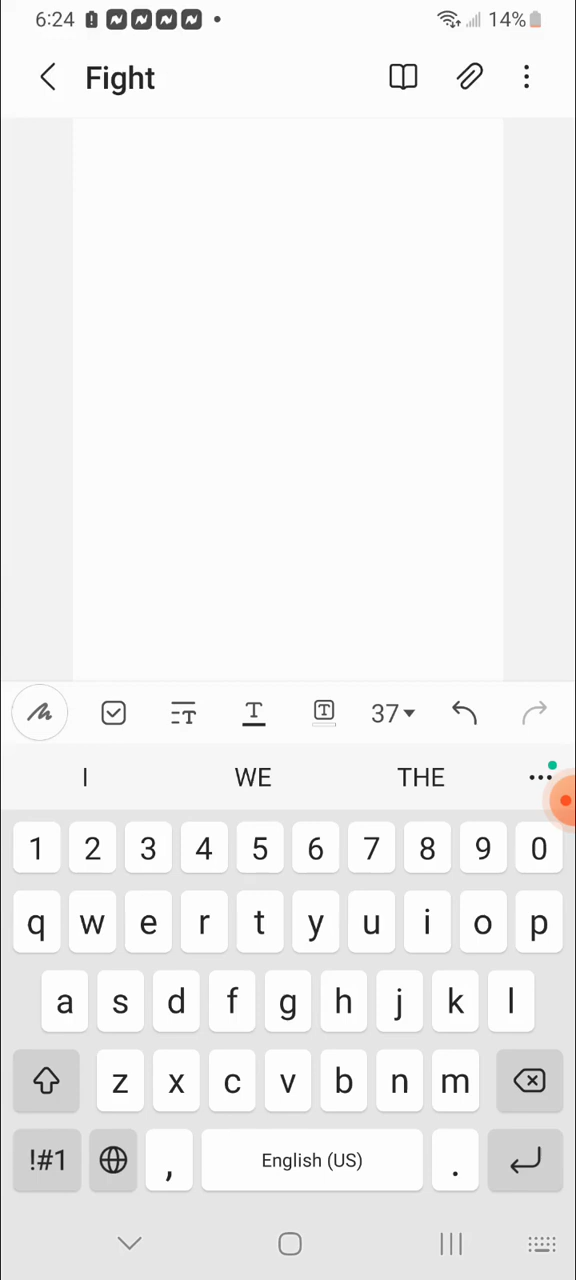 6:24 14%
Fight
37
I WE THE
1 2 3 4 5 6 7 8 9 0
q w e r t y u i o p
a s d f g h j k l
z x c v b n m
!#1 , English (US) .